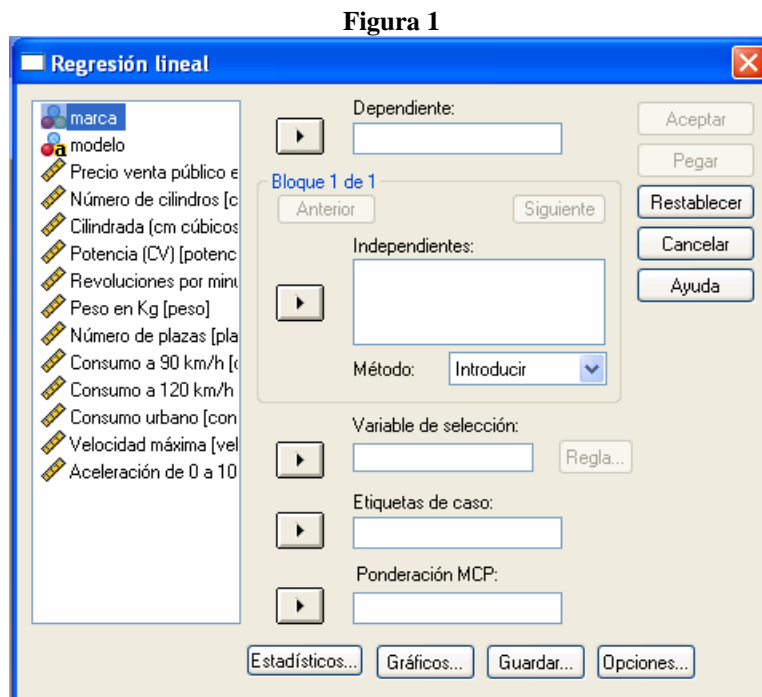 Figura 1
Regresión lineal
marca
modelo
Precio venta público e
Número de cilindros [c
Cilindrada (cm cúbicos
Potencia (CV) [potenc
Revoluciones por minu
Peso en Kg [peso]
Número de plazas [pla
Consumo a 90 km/h [c
Consumo a 120 km/h
Consumo urbano [con
Velocidad máxima [vel
Aceleración de 0 a 10
Dependiente:
Bloque 1 de 1
Anterior
Siguiente
Independientes:
Método:
Introducir
Variable de selección:
Regla...
Etiquetas de caso:
Ponderación MCP:
Aceptar
Pegar
Restablecer
Cancelar
Ayuda
Estadísticos...
Gráficos...
Guardar...
Opciones...